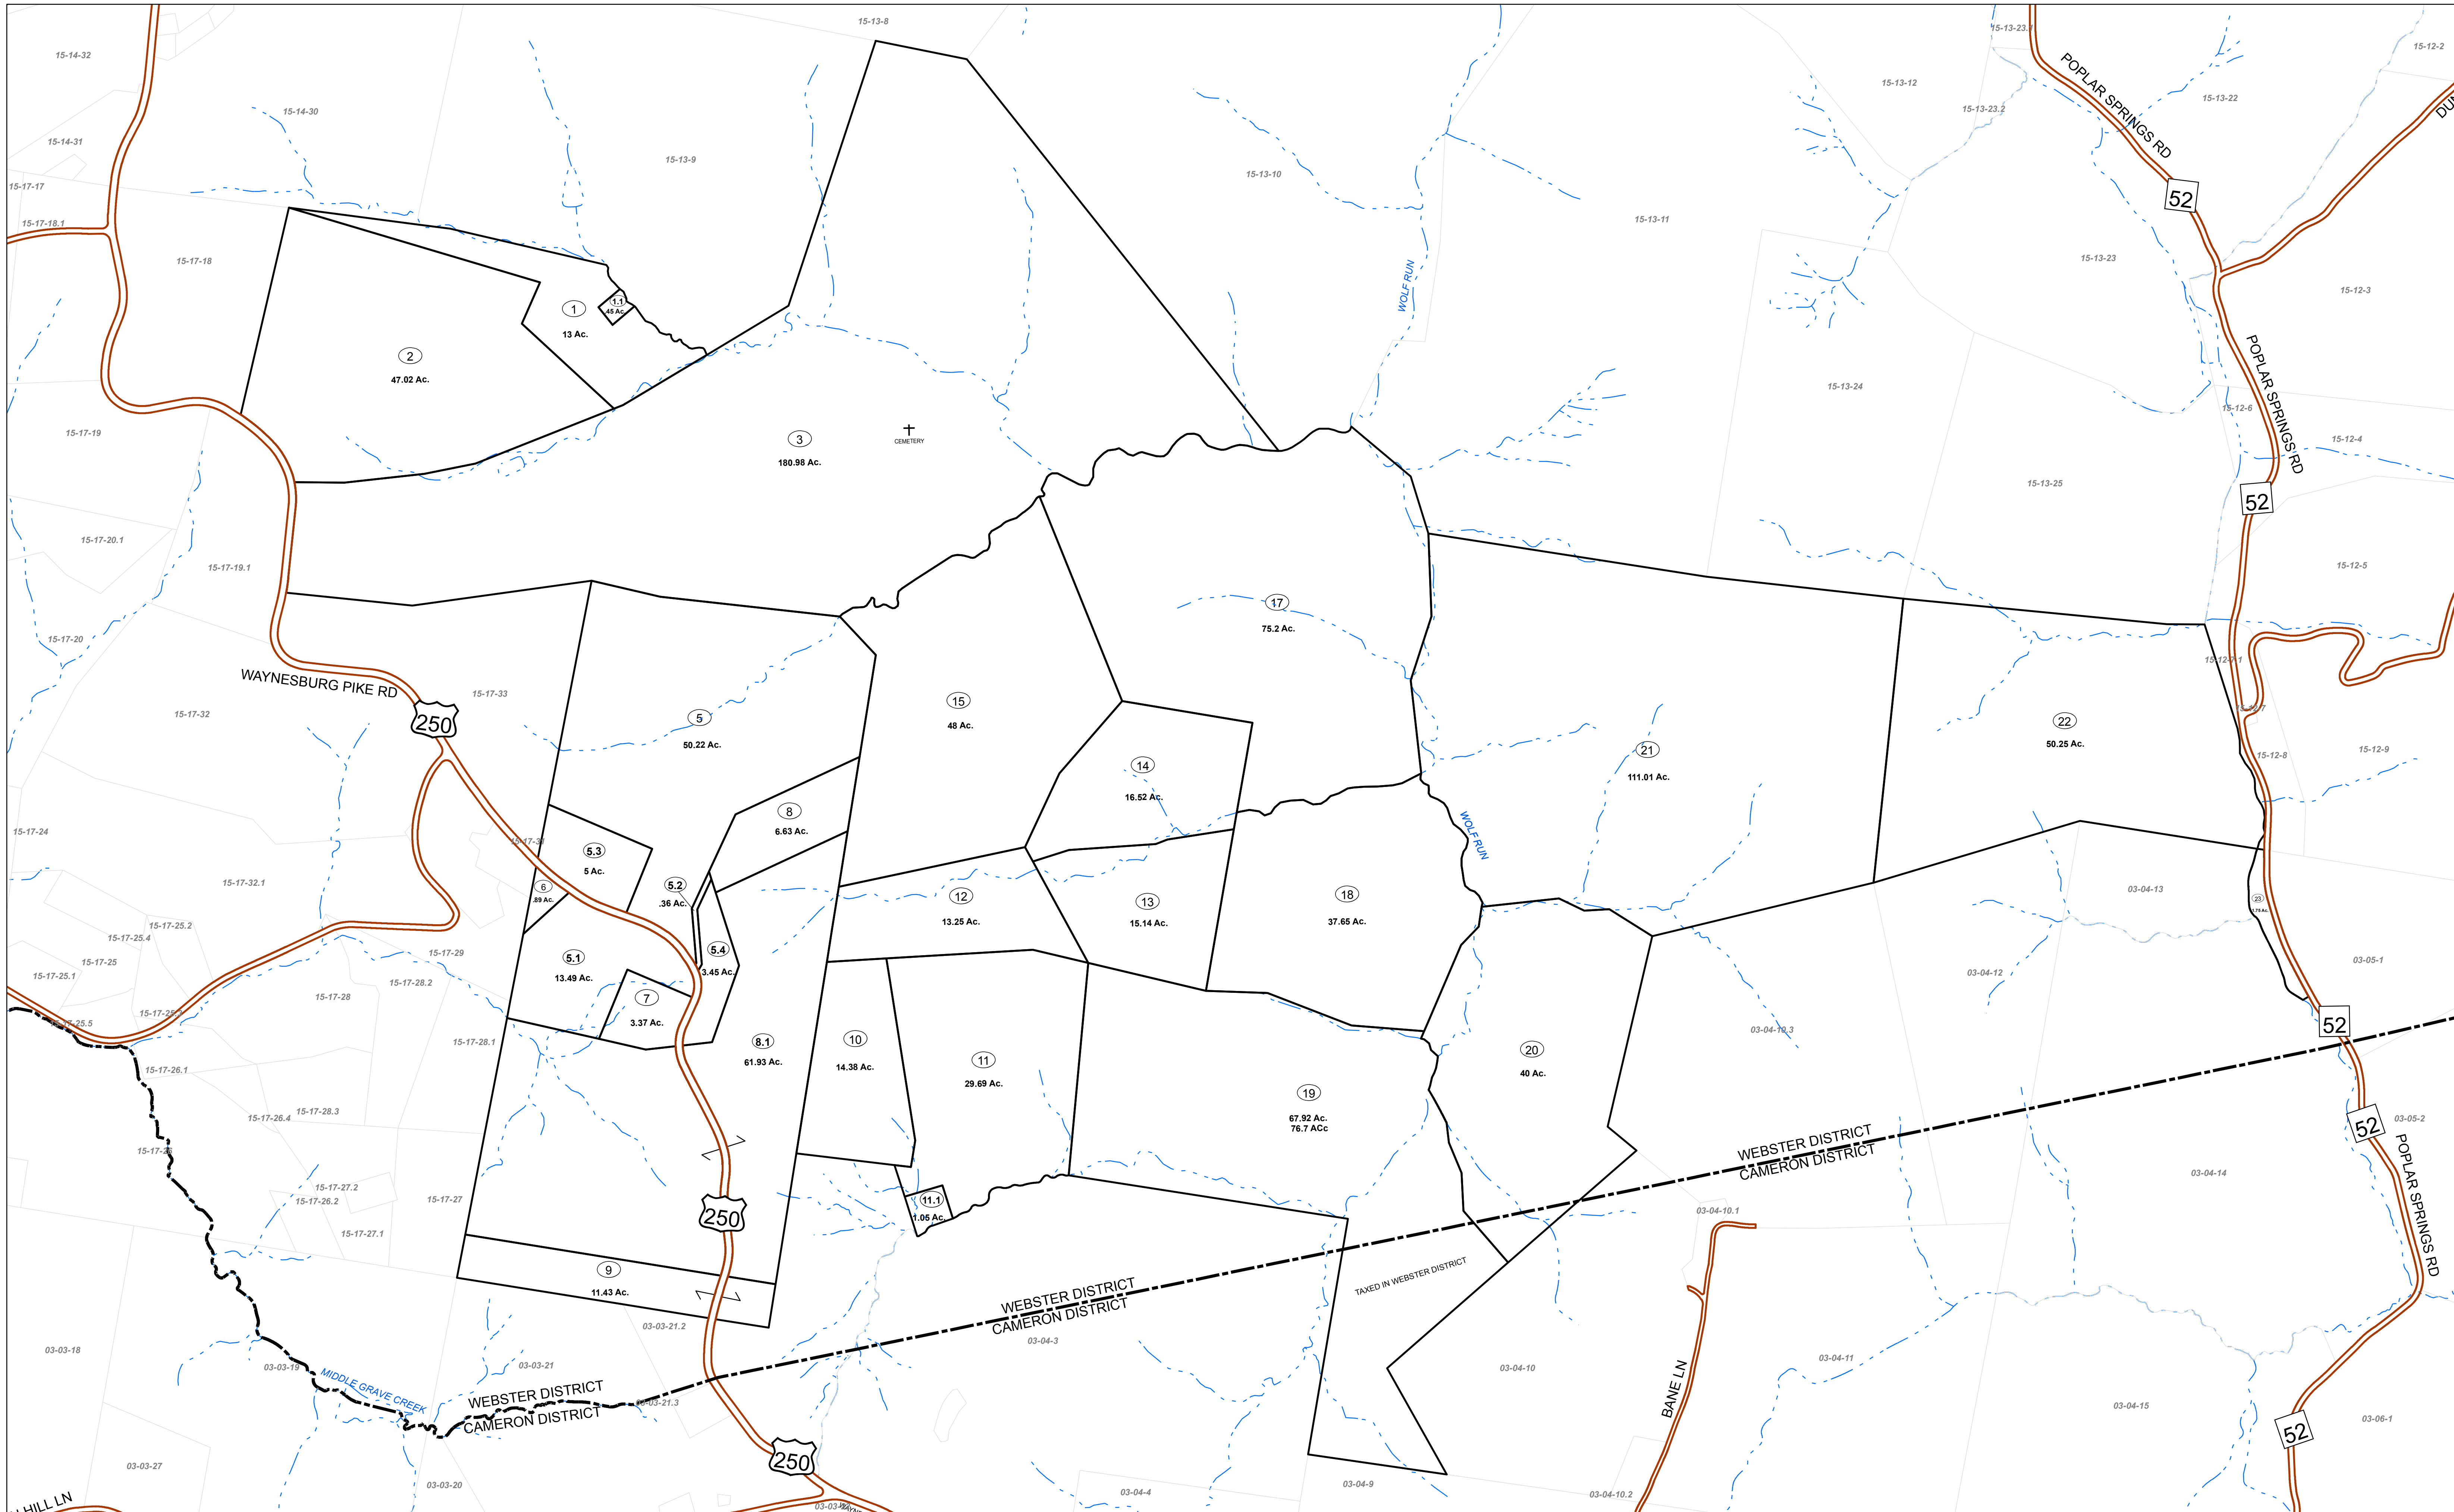 15-13-8
15-13-23.1
15-12-2
15-14-32
POPLAR SPRINGS RD
15-13-12
15-13-22
15-13-23.2
15-14-30
15-14-31
15-13-9
15-13-10
52
15-17-17
15-17-18.1
15-13-11
15-17-18
WOLF RUN
15-13-23
15-12-3
1
13 Ac.
1.1
.45 Ac.
2
47.02 Ac.
POPLAR SPRINGS RD
15-13-24
15-12-6
15-17-19
CEMETERY
3
180.98 Ac.
15-12-4
15-13-25
52
15-17-20.1
15-17-19.1
15-12-5
17
75.2 Ac.
15-17-20
15-12-7.1
WAYNESBURG PIKE RD
15-17-33
15-17-32
250
5
50.22 Ac.
15
48 Ac.
15-12-7
22
50.25 Ac.
15-12-8
15-12-9
21
111.01 Ac.
14
16.52 Ac.
8
6.63 Ac.
15-17-24
WOLF RUN
5.3
5 Ac.
15-17-32.1
6
.89 Ac.
5.2
.36 Ac.
12
13.25 Ac.
13
15.14 Ac.
18
37.65 Ac.
03-04-13
23
15-17-25.2
15-17-25.4
15-17-25
15-17-25.1
15-17-29
5.1
13.49 Ac.
5.4
3.45 Ac.
03-05-1
03-04-12
15-17-28.2
15-17-28
7
3.37 Ac.
15-17-25.5
52
03-04-10.3
15-17-28.1
8.1
61.93 Ac.
10
14.38 Ac.
11
29.69 Ac.
20
40 Ac.
15-17-26.1
19
67.92 Ac.
76.7 ACc
15-17-28.3
15-17-26.4
03-05-2
52
WEBSTER DISTRICT
CAMERON DISTRICT
15-17-26
POPLAR SPRINGS RD
03-04-14
15-17-27.2
15-17-26.2
15-17-27
11.1
1.05 Ac.
03-04-10.1
250
15-17-27.1
9
11.43 Ac.
TAXED IN WEBSTER DISTRICT
WEBSTER DISTRICT
CAMERON DISTRICT
03-03-21.2
03-04-3
03-03-18
03-03-19
03-03-21
03-04-10
03-04-11
MIDDLE GRAVE CREEK
WEBSTER DISTRICT
CAMERON DISTRICT
03-03-21.3
BANE LN
03-04-15
03-06-1
52
250
03-03-27
03-03-20
03-04-4
03-04-9
03-04-10.2
HILL LN